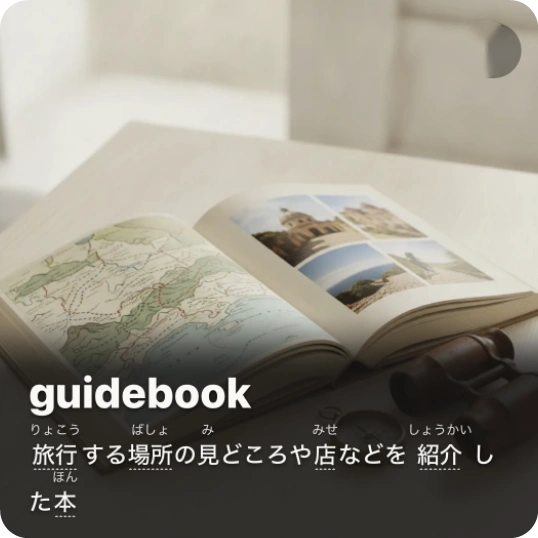 guidebook
りょこう ばしょ み みせ しょうかい
旅行する場所の見どころや店などを 紹介 し
ほん
た本